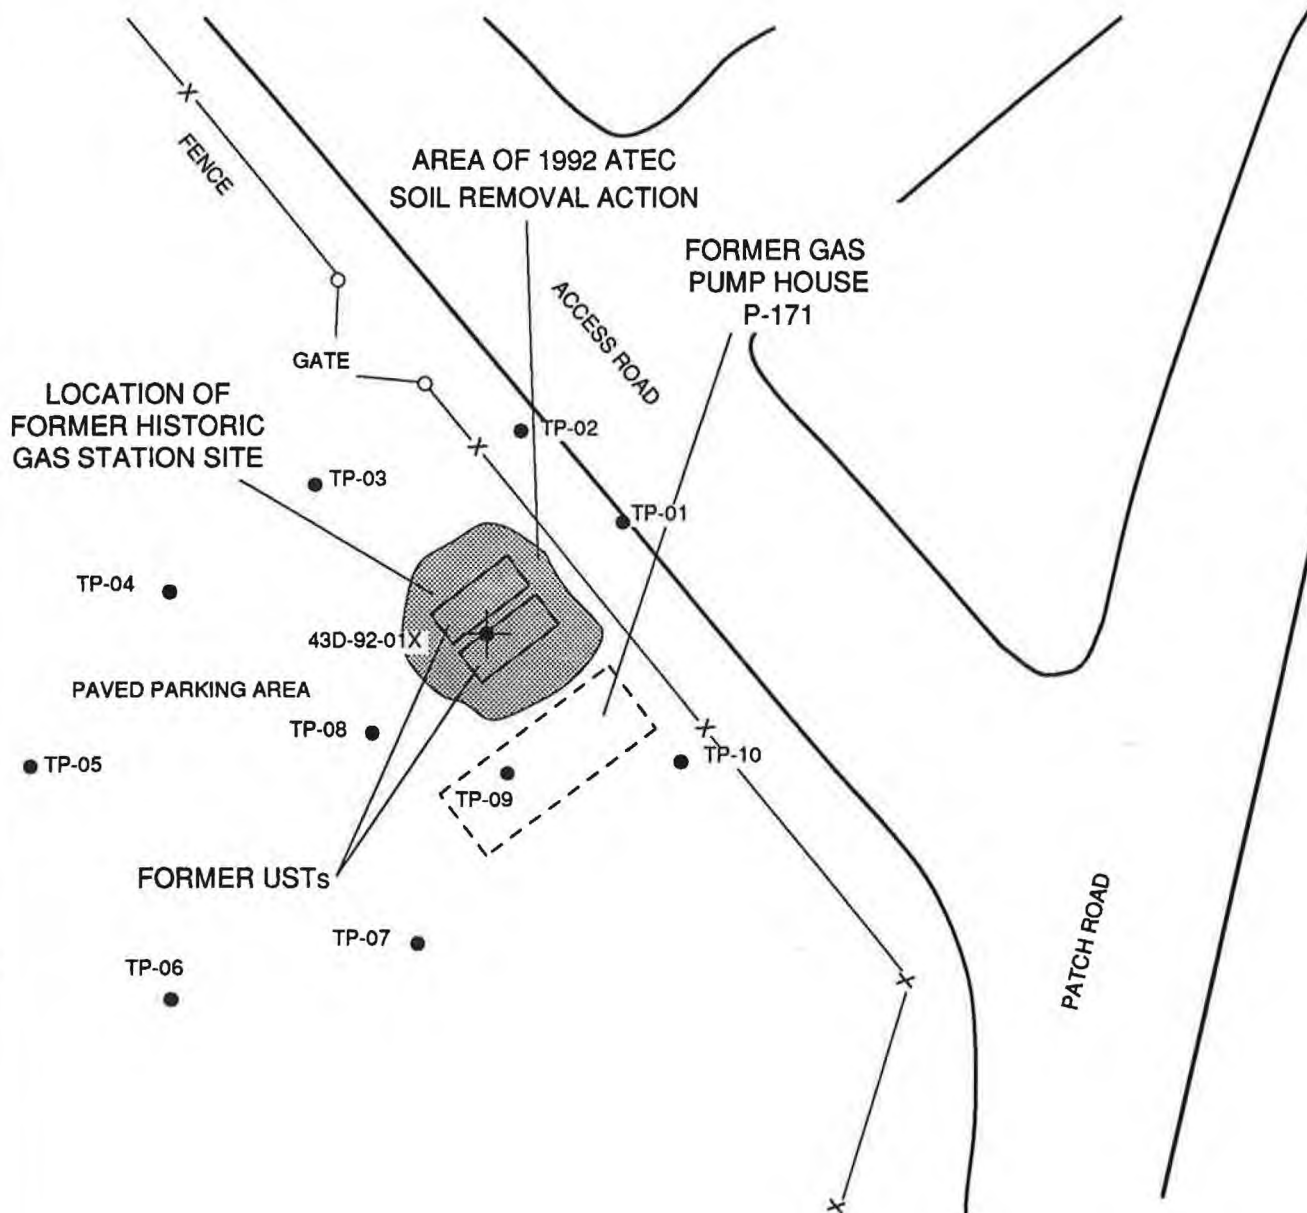 FENCE
AREA OF 1992 ATEC
SOIL REMOVAL ACTION
FORMER GAS
PUMP HOUSE
P-171
ACCESS ROAD
GATE
LOCATION OF
FORMER HISTORIC
GAS STATION SITE
TP-02
TP-03
TP-01
TP-04
43D-92-01X
PAVED PARKING AREA
TP-08
TP-05
TP-10
TP-09
FORMER USTs
TP-07
TP-06
PATCH ROAD